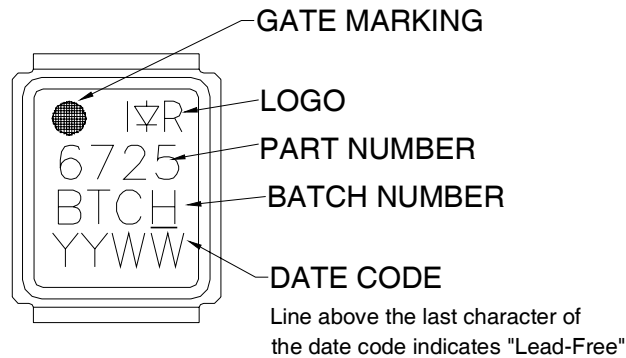 GATE MARKING
I R
LOGO
6725
PART NUMBER
BTCH
BATCH NUMBER
YYWW
DATE CODE
Line above the last character of
the date code indicates "Lead-Free"